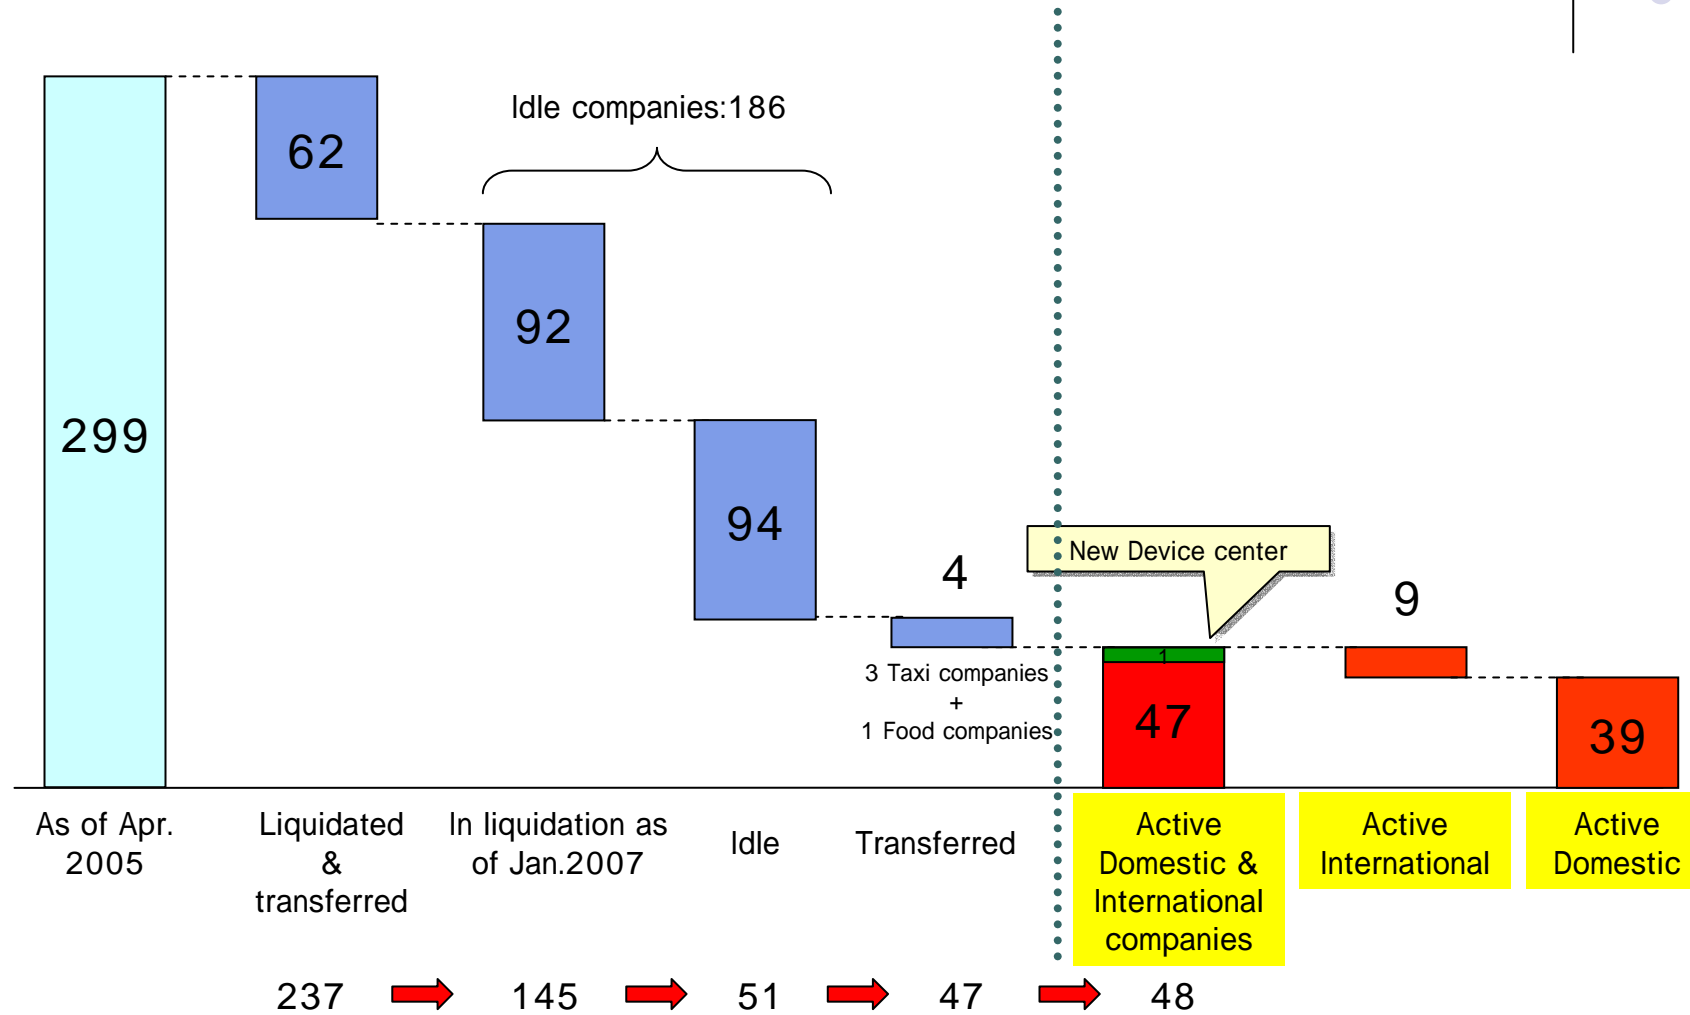 Idle companies:186
62
92
299
94
New Device center
4
9
1
3 Taxi companies
+
1 Food companies
47
39
As of Apr.
2005
Liquidated
&
transferred
In liquidation as
of Jan.2007
Idle
Transferred
Active
Domestic &
International
companies
Active
International
Active
Domestic
237
145
51
47
48